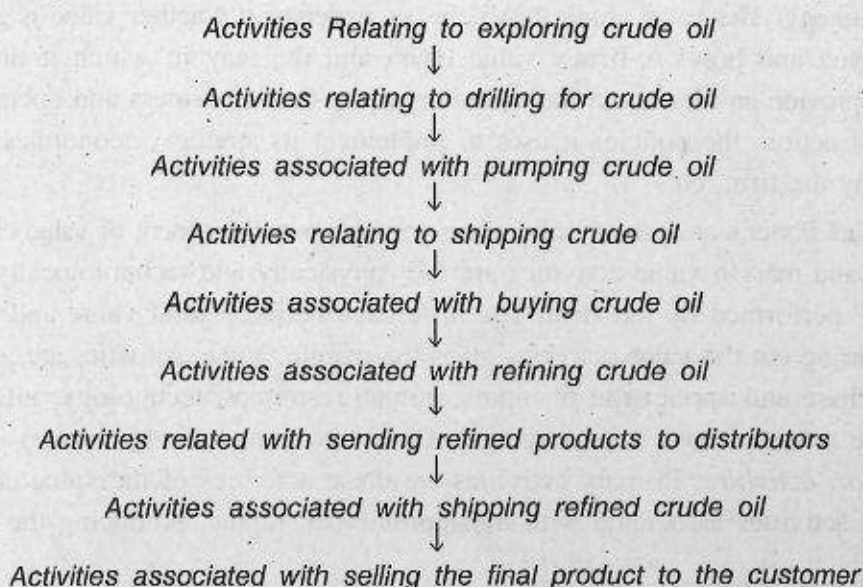 Activities Relating to exploring crude oil
↓
Activities relating to drilling for crude oil
↓
Activities associated with pumping crude oil
↓
Actitivies relating to shipping crude oil
↓
Activities associated with buying crude oil
↓
Activities associated with refining crude oil
↓
Activities related with sending refined products to distributors
↓
Activities associated with shipping refined crude oil
↓
Activities associated with selling the final product to the customer